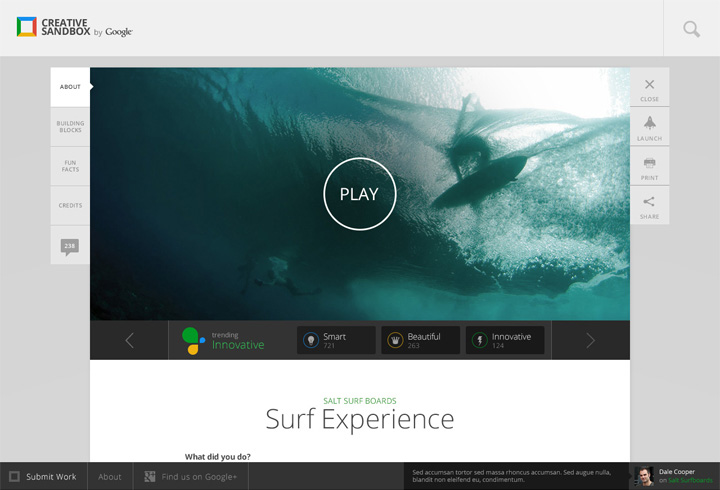 CREATIVE
SANDBOX by Google
ABOUT
BUILDING
BLOCKS
FUN
FACTS
CREDITS
238
PLAY
CLOSE
LAUNCH
PRINT
SHARE
trending
Innovative
Smart
721
Beautiful
263
Innovative
124
SALT SURF BOARDS
Surf Experience
What did you do?
Submit Work
About
Find us on Google+
Sed accumsan tortor sed massa rhoncus accumsan. Sed augue nulla,
blandit non eleifend eu, condimentum.
Dale Cooper
on Salt Surfboards